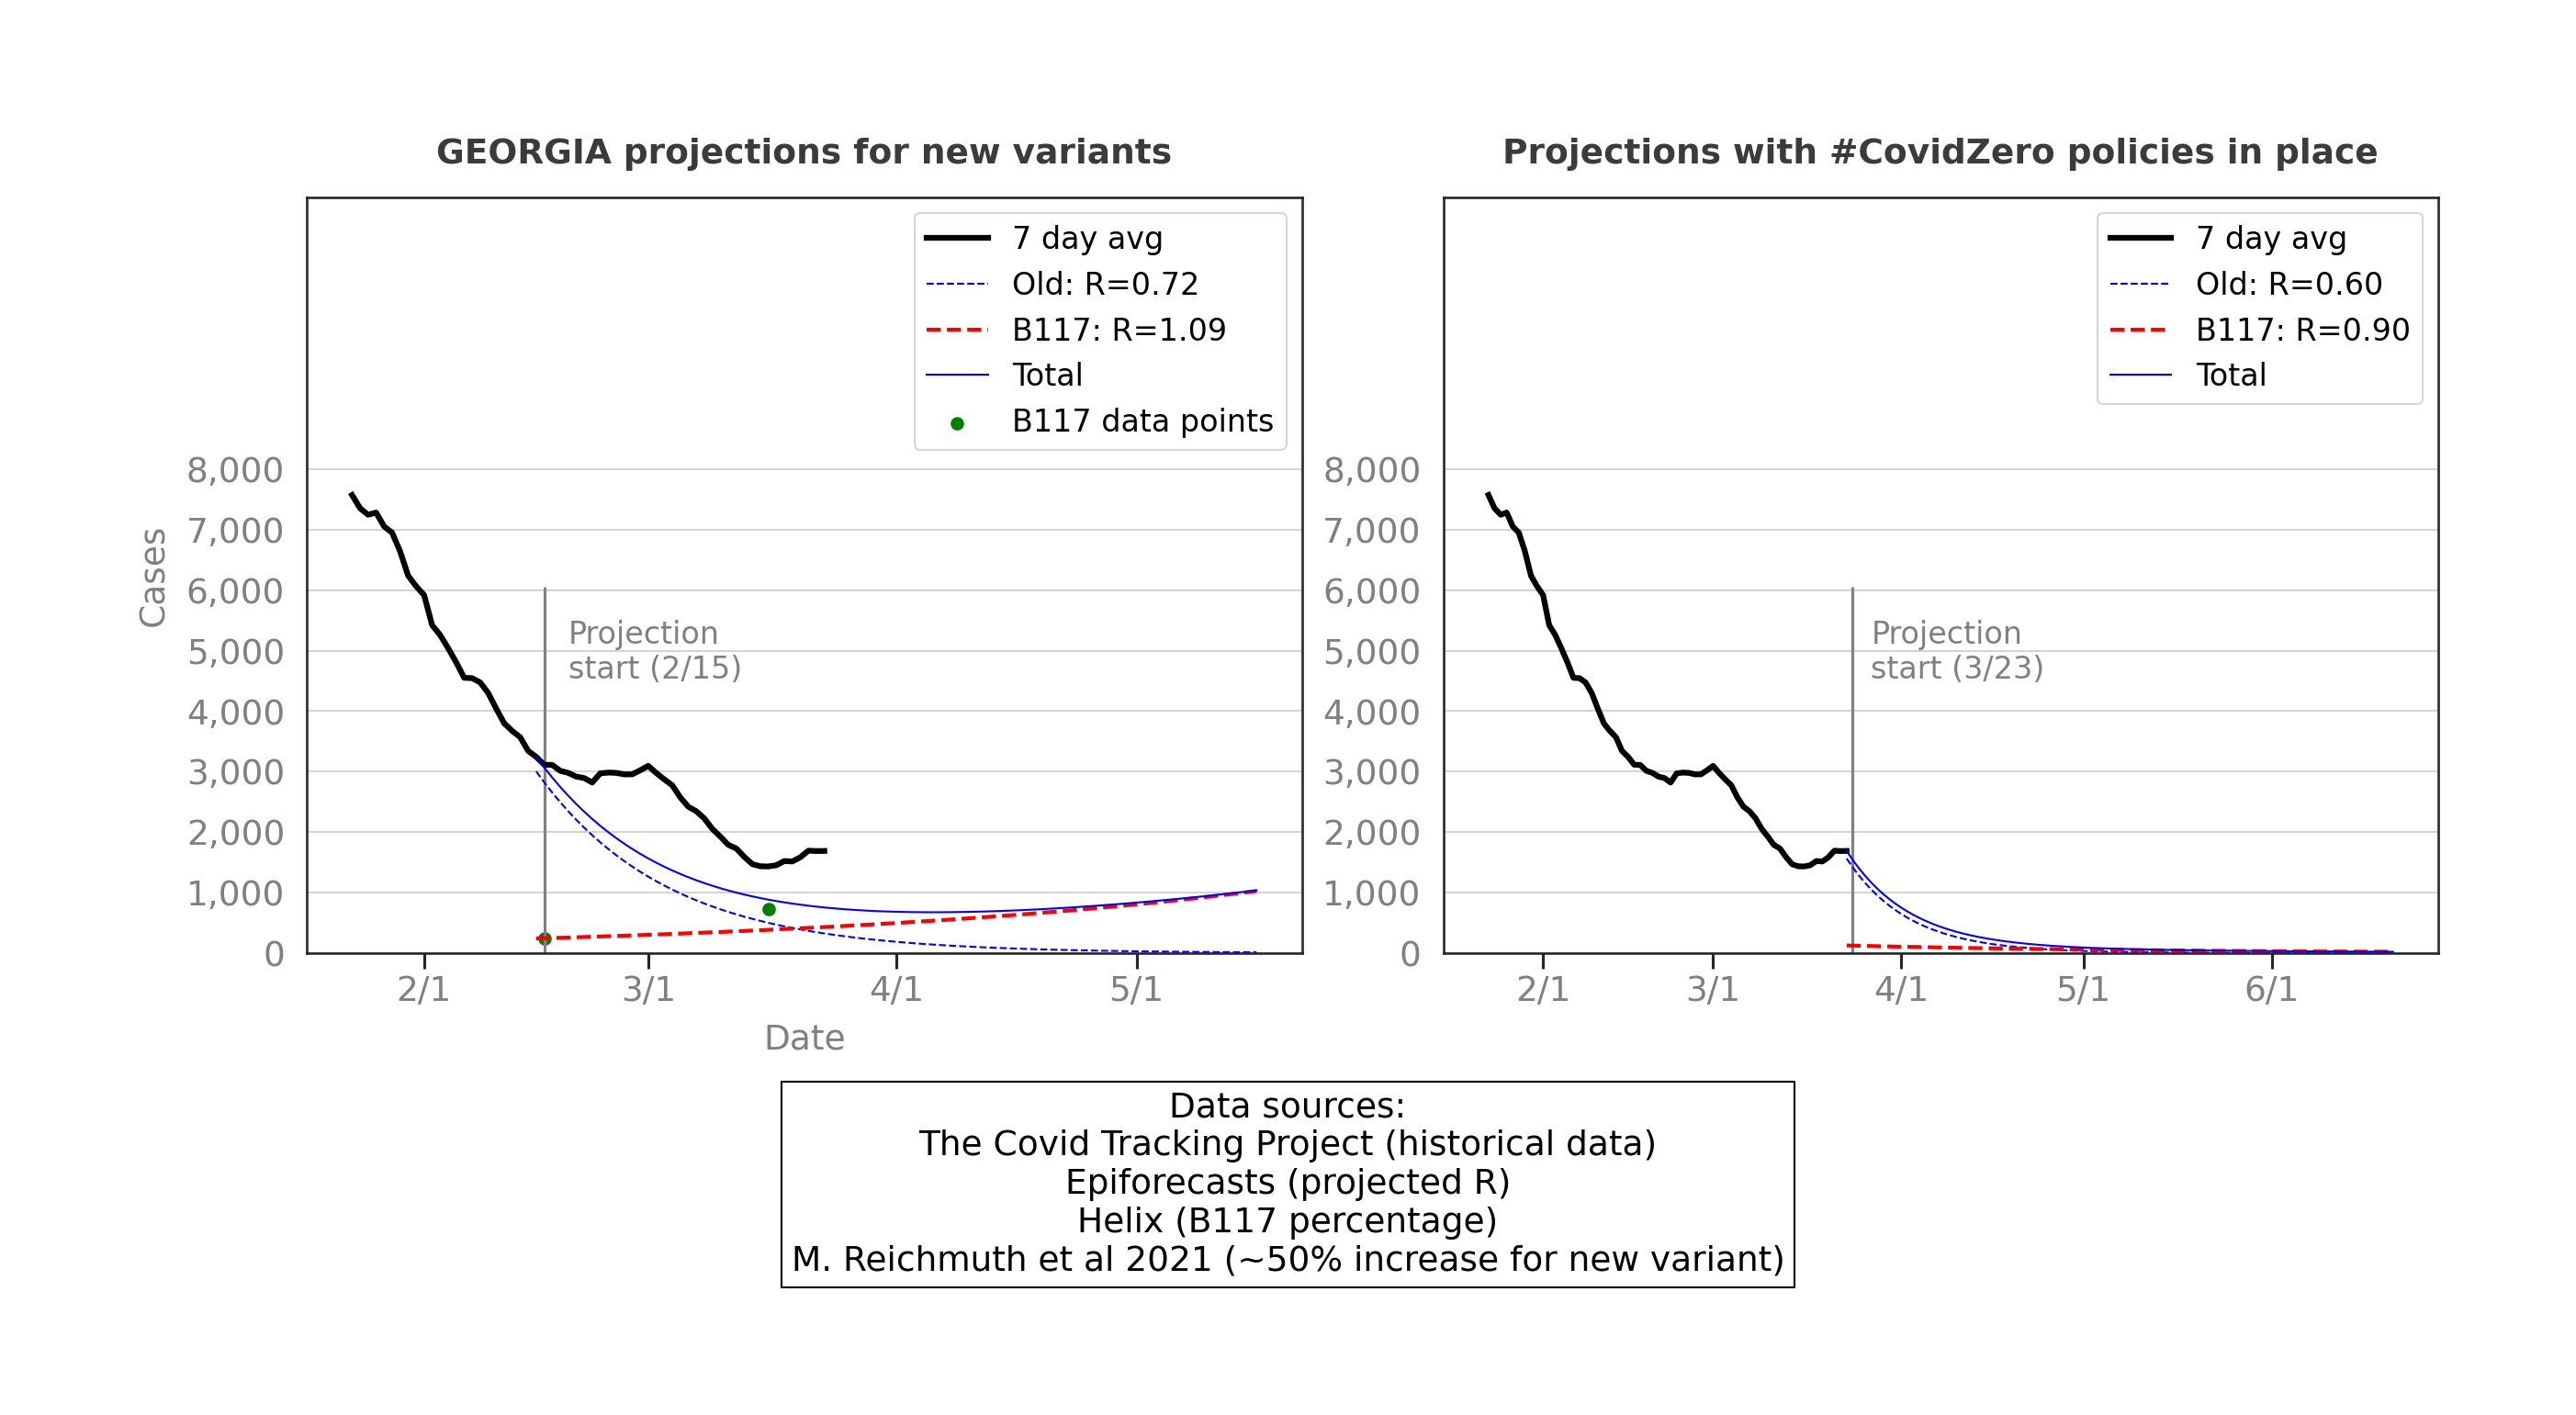 GEORGIA projections for new variants
7 day avg
Old: R=0.72
B117: R=1.09
Total
B117 data points
Cases
8,000
7,000
6,000
5,000
4,000
3,000
2,000
1,000
0
Projection
start (2/15)
2/1
3/1
4/1
5/1
Date
Projections with #CovidZero policies in place
7 day avg
Old: R=0.60
B117: R=0.90
Total
8,000
7,000
6,000
5,000
4,000
3,000
2,000
1,000
0
Projection
start (3/23)
2/1
3/1
4/1
5/1
6/1
Data sources:
The Covid Tracking Project (historical data)
Epiforecasts (projected R)
Helix (B117 percentage)
M. Reichmuth et al 2021 (~50% increase for new variant)